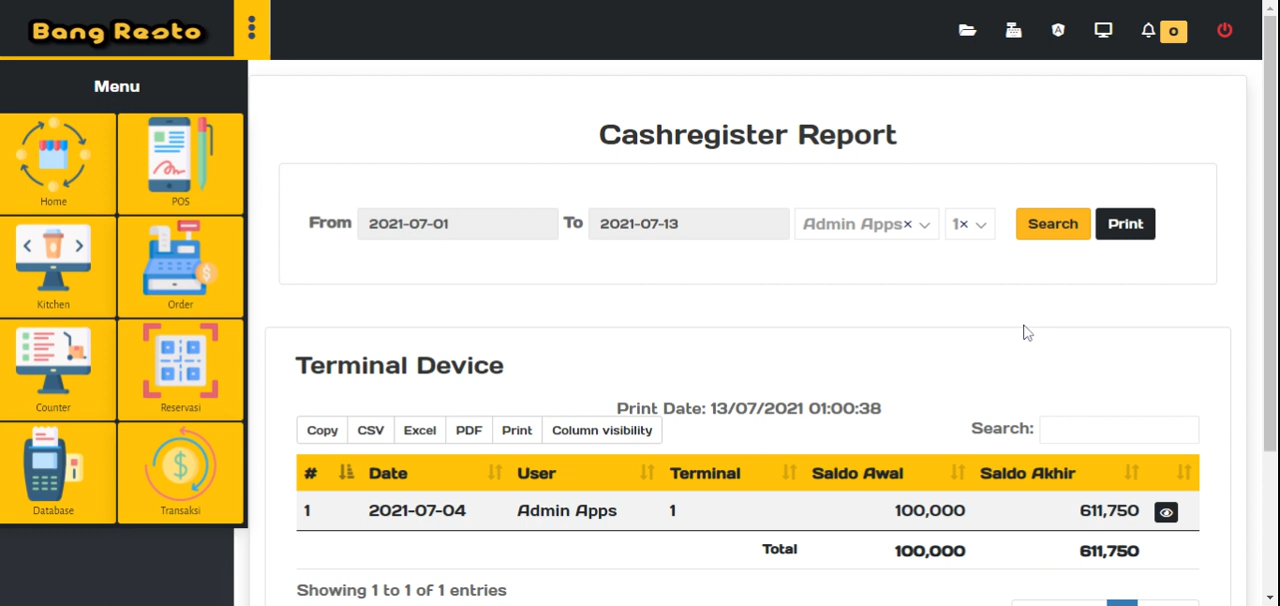 Bang Resto
0
Menu
Home
POS
Kitchen
Order
Counter
Reservasi
Database
Transaksi
Cashregister Report
From 2021-07-01 To 2021-07-13 Admin Apps× 1× Search Print
Terminal Device
Print Date: 13/07/2021 01:00:38
Copy CSV Excel PDF Print Column visibility Search:
# Date User Terminal Saldo Awal Saldo Akhir
1 2021-07-04 Admin Apps 1 100,000 611,750
Total 100,000 611,750
Showing 1 to 1 of 1 entries